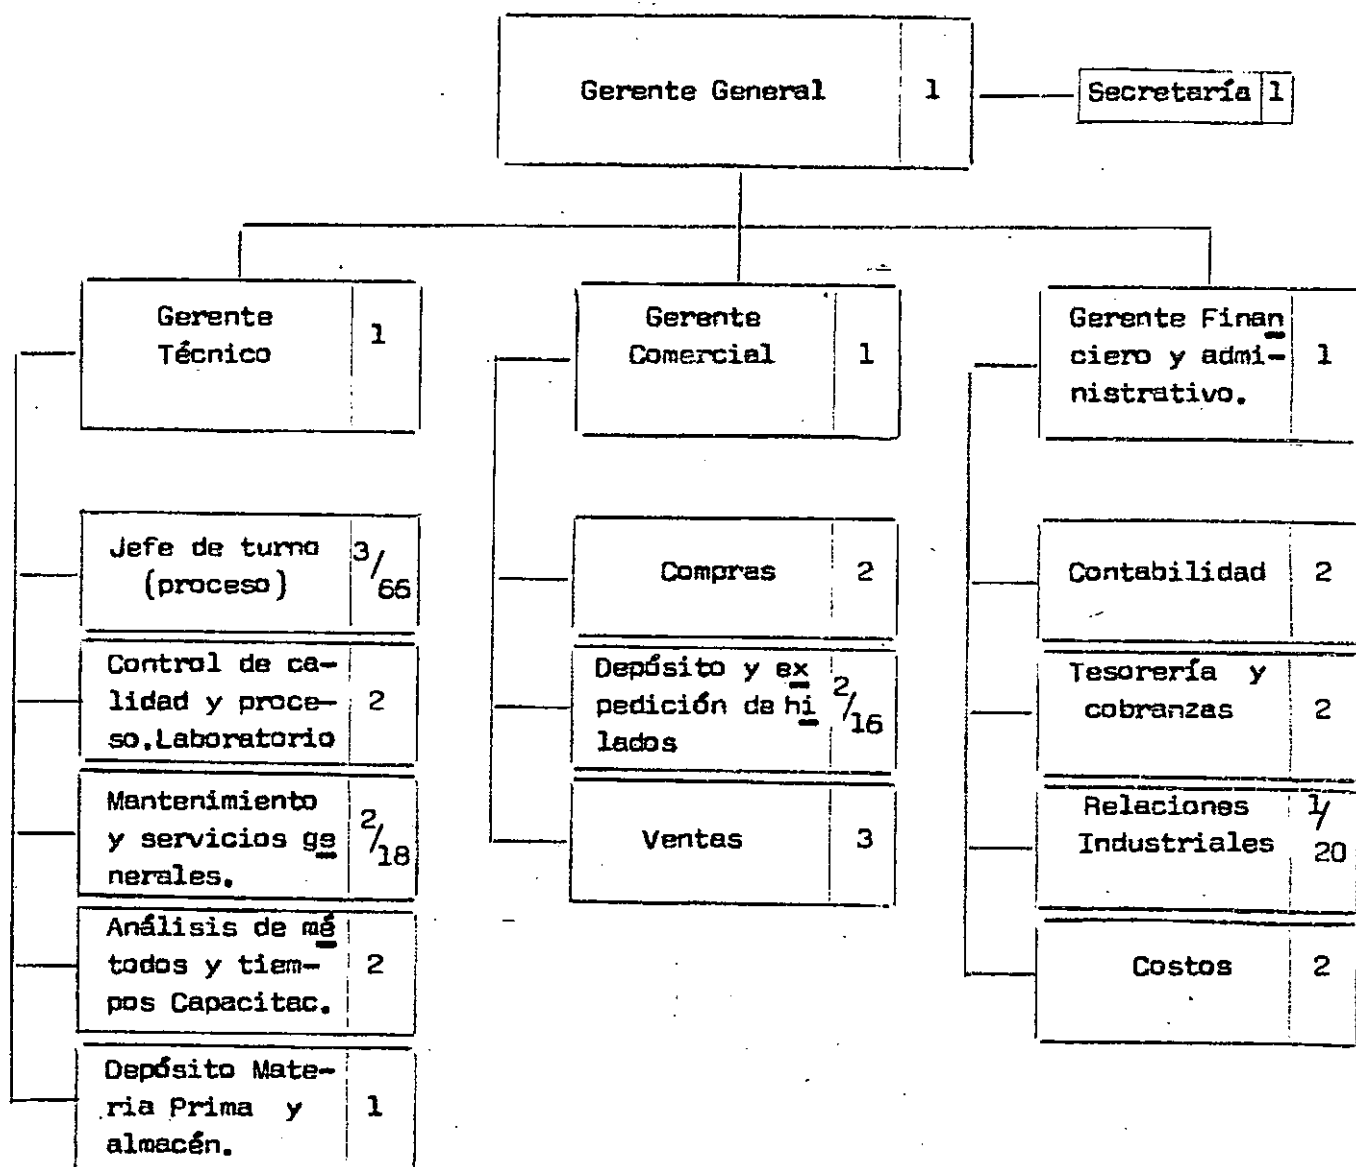 Gerente General 1
Secretaría 1
Gerente
Técnico
1
Gerente
Comercial
1
Gerente Finan
ciero y admi-
nistrativo.
1
Jefe de turno
(proceso)
3/66
Control de ca-
lidad y proce-
so.Laboratorio
2
Mantenimiento
y servicios ge
nerales.
2/18
Análisis de mé
todos y tiem-
pos Capacitac.
2
Depósito Mate-
ria Prima y
almacén.
1
Compras 2
Depósito y ex
pedición de hi
lados
2/16
Ventas 3
Contabilidad 2
Tesorería y
cobranzas
2
Relaciones
Industriales
1/20
Costos 2